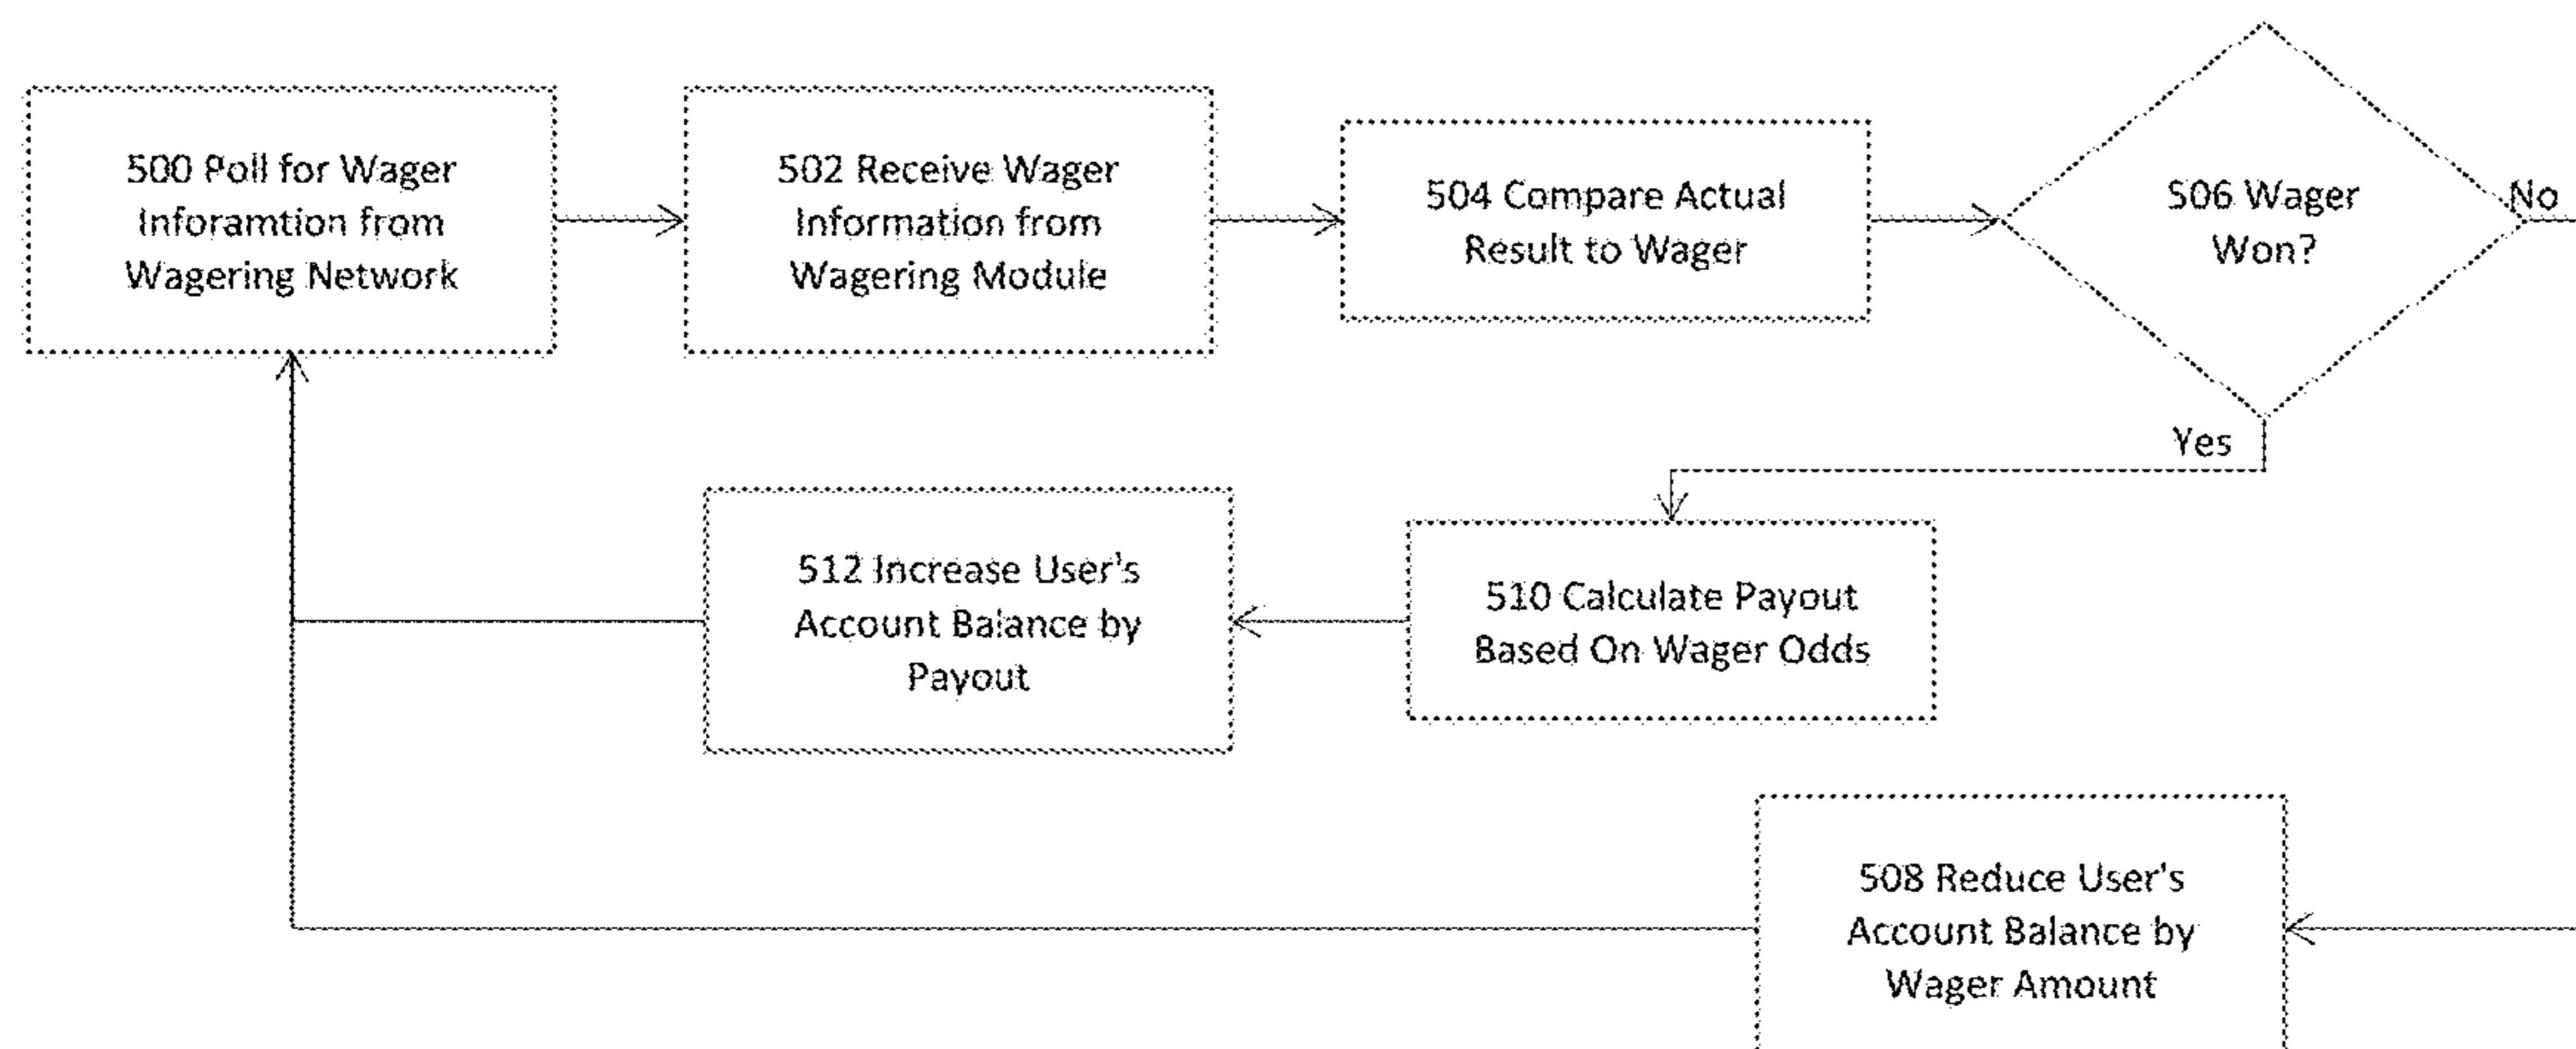 500 Poll for Wager
Inforamtion from
Wagering Network
502 Receive Wager
Information from
Wagering Module
504 Compare Actual
Result to Wager
506 Wager
Won?
No
Yes
512 Increase User's
Account Balance by
Payout
510 Calculate Payout
Based On Wager Odds
508 Reduce User's
Account Balance by
Wager Amount